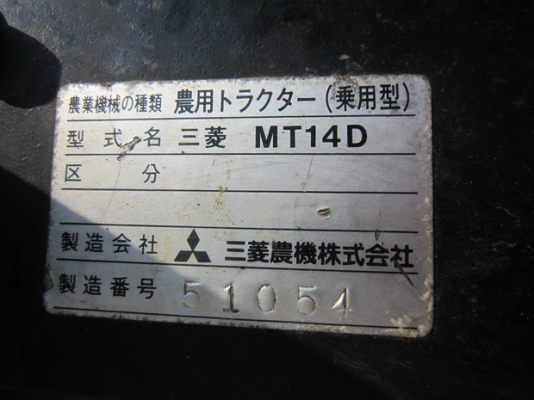 農業機械の種類 農用トラクター(乗用型)
型式名 三菱 MT14D
区分
製造会社 三菱農機株式会社
製造番号 51054